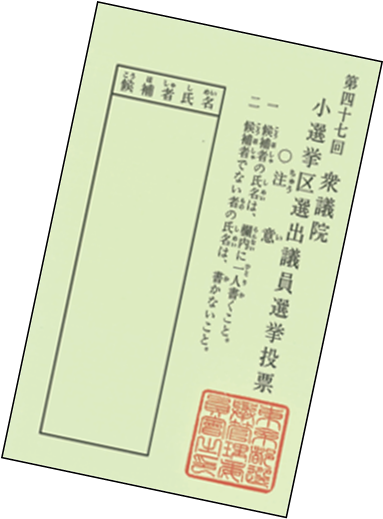 第四十七回
衆議院
小選挙区選出議員選挙投票
〇注意
一 候補者の氏名は、欄内に一人書くこと。
二 候補者でない者の氏名は、書かないこと。
候補者氏名